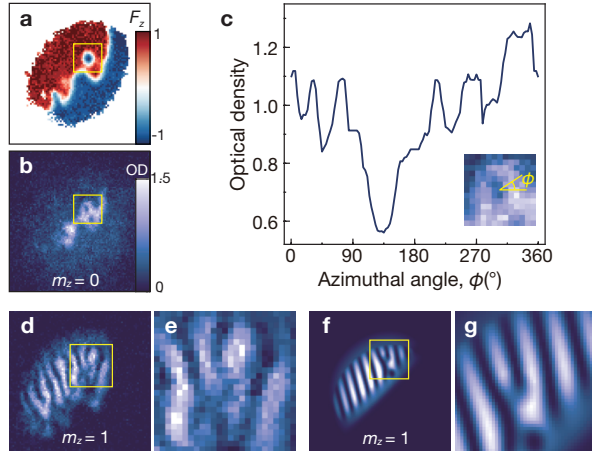 a
F_z
1
-1
b
OD
1.5
0
m_z = 0
c
Optical density
1.2
1.0
0.8
0.6
ϕ
0 90 180 270 360
Azimuthal angle, ϕ(°)
d
m_z = 1
e
f
m_z = 1
g